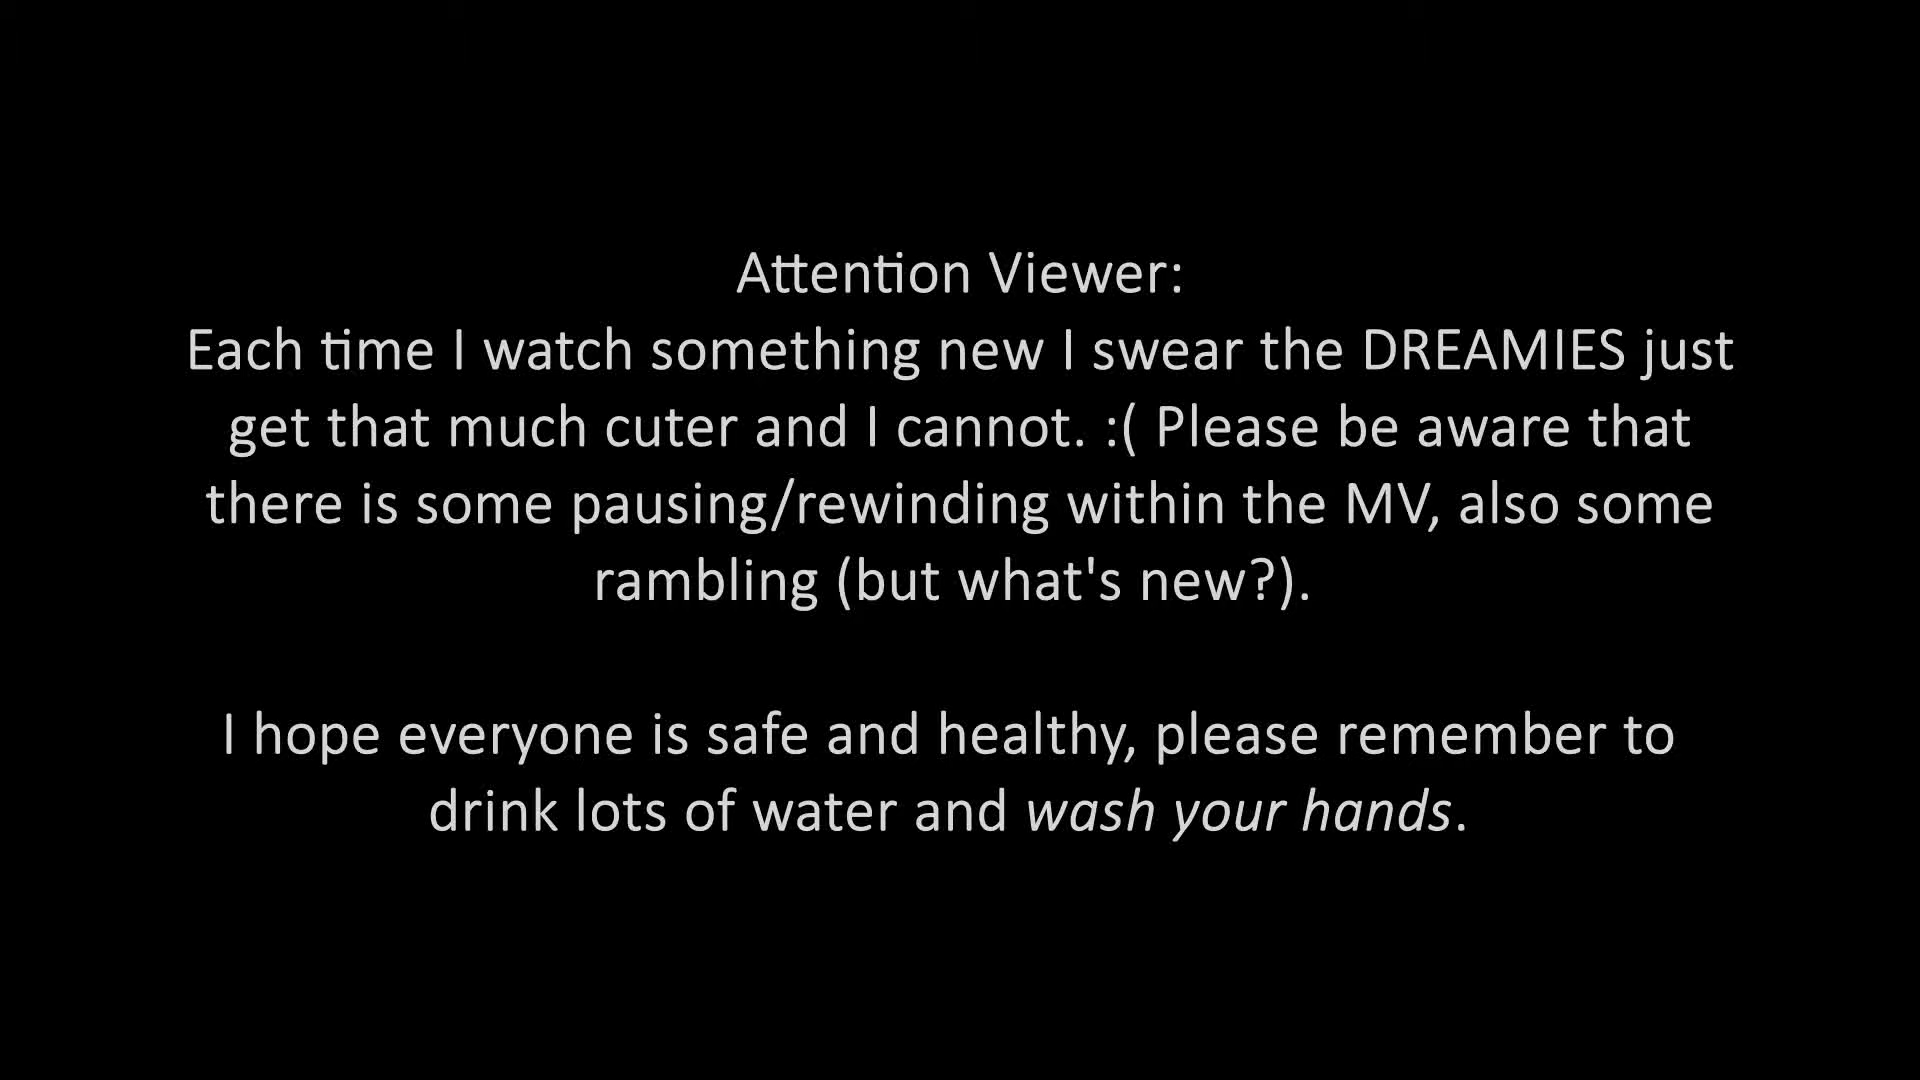 Attention Viewer:
Each time I watch something new I swear the DREAMIES just
get that much cuter and I cannot. :( Please be aware that
there is some pausing/rewinding within the MV, also some
rambling (but what's new?).
I hope everyone is safe and healthy, please remember to
drink lots of water and wash your hands.